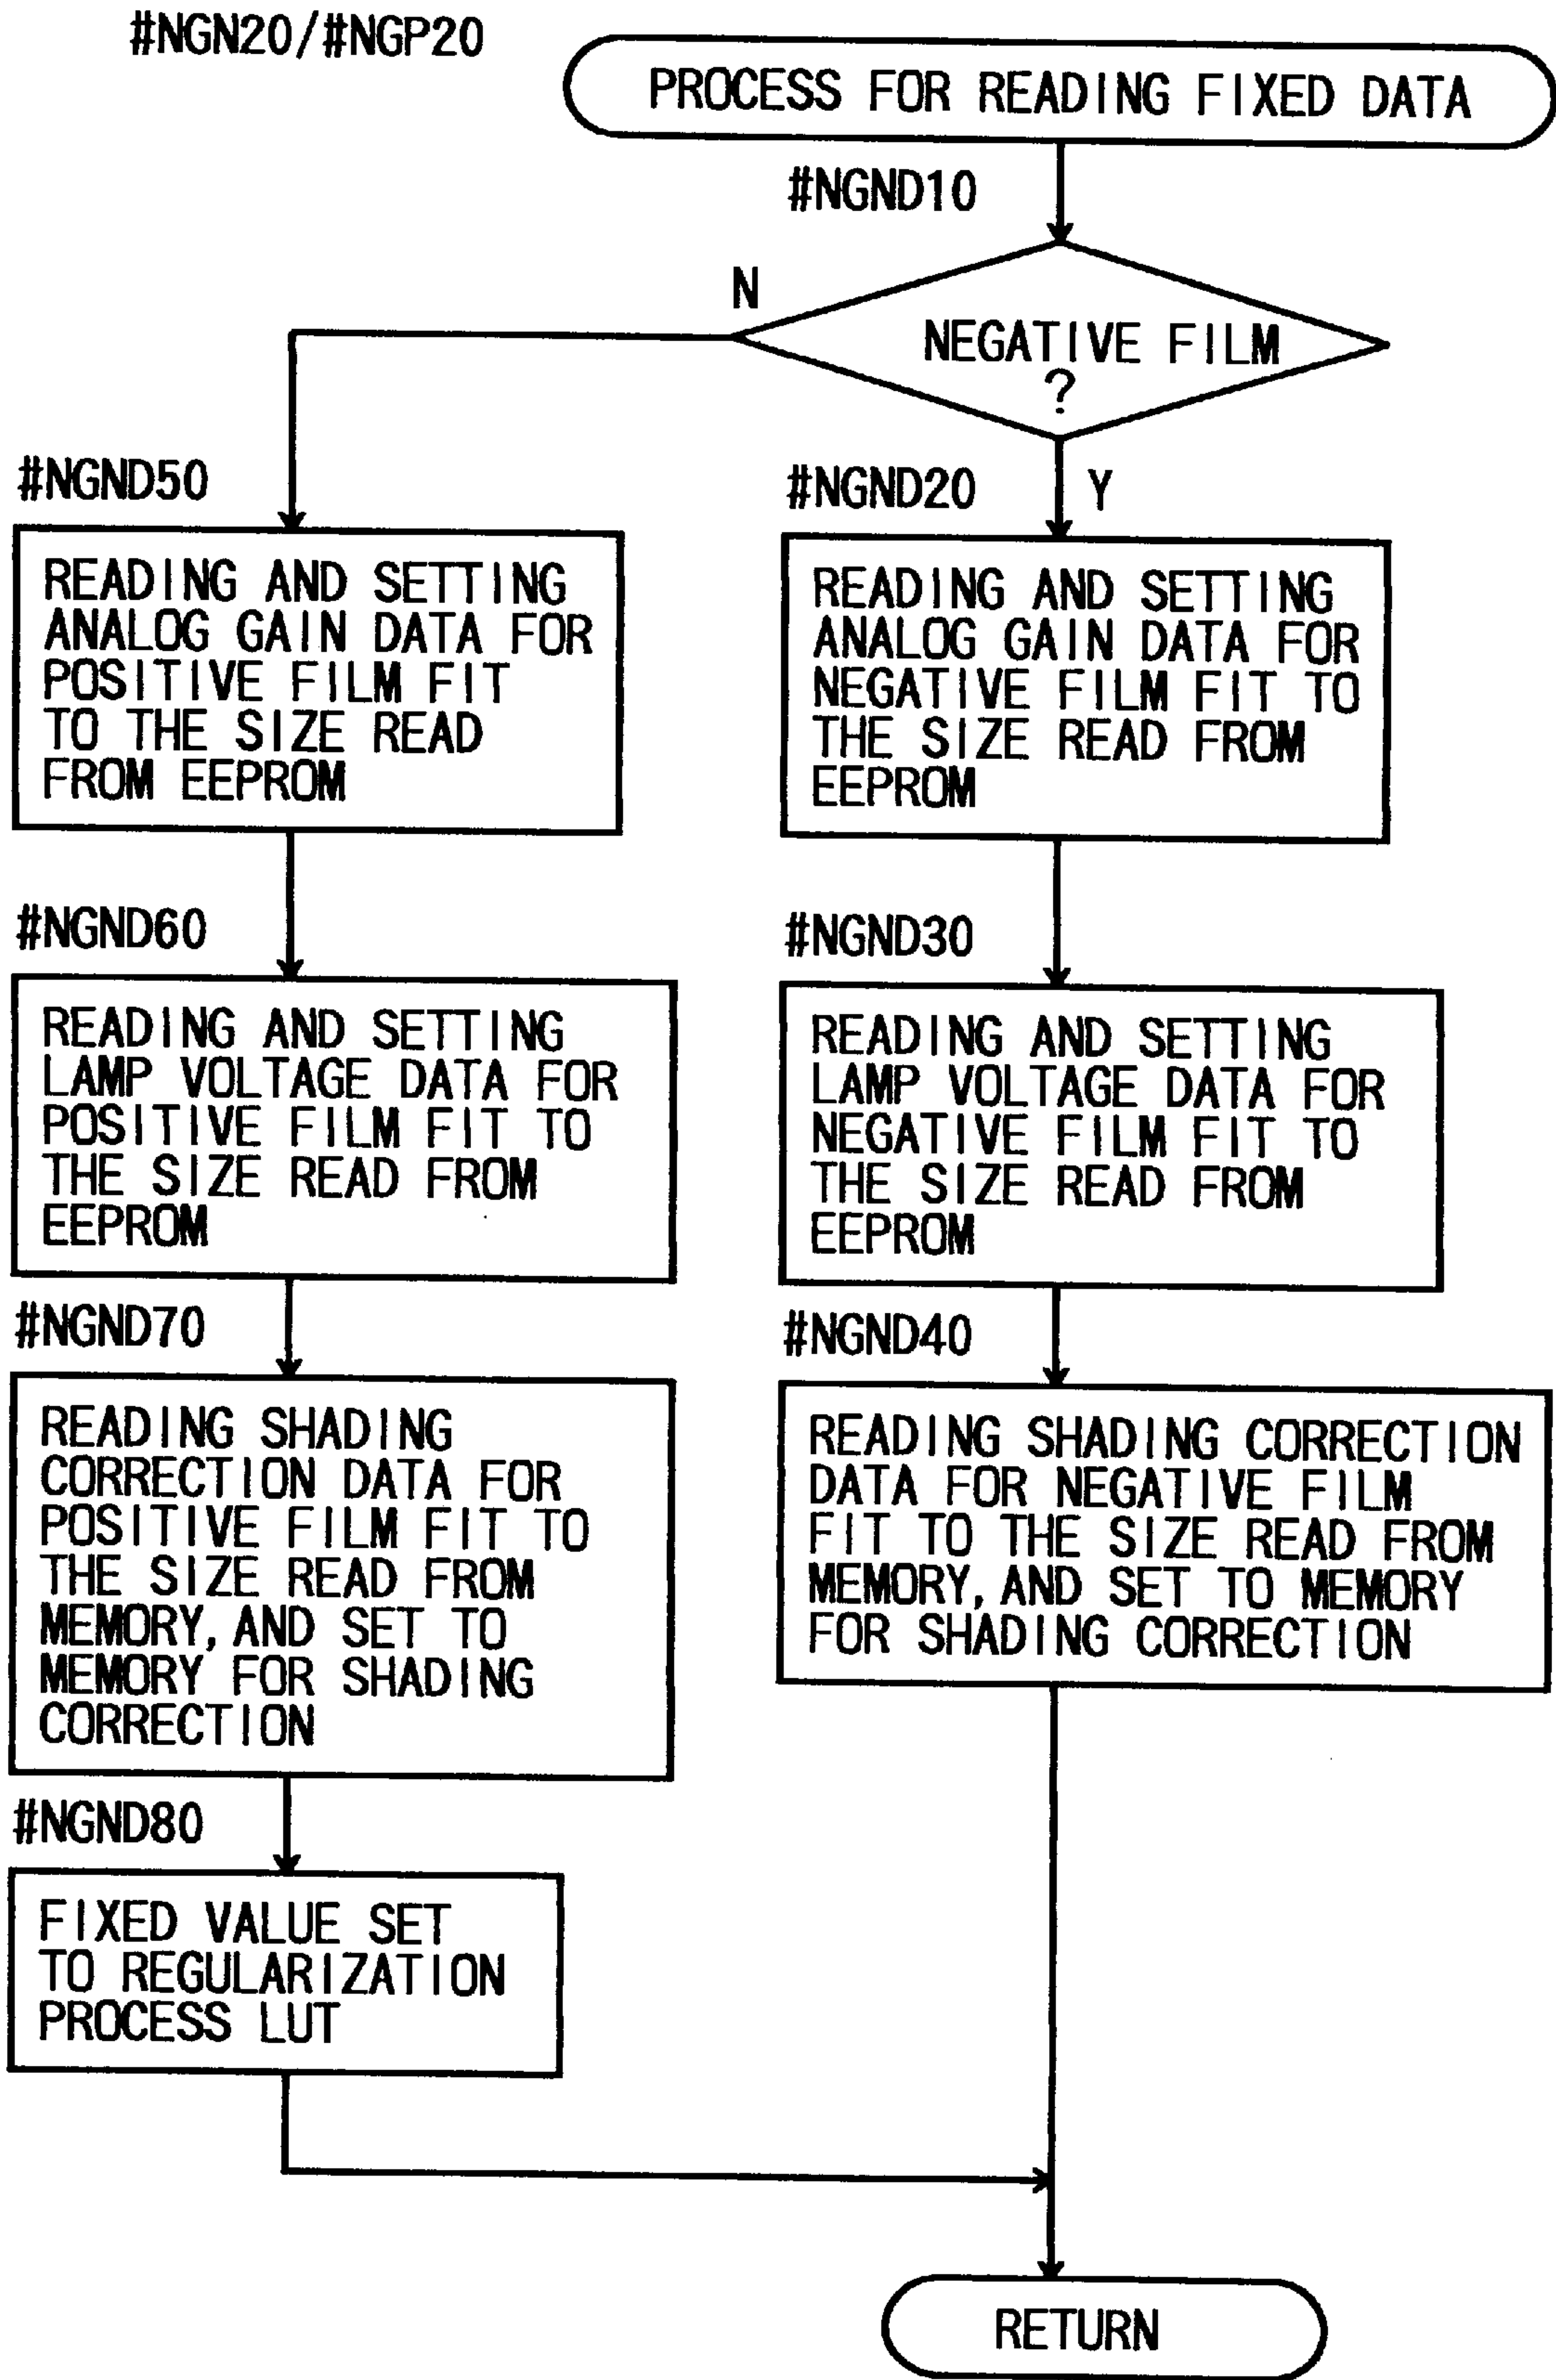 #NGN20/#NGP20
PROCESS FOR READING FIXED DATA
#NGND10
N
NEGATIVE FILM
?
#NGND50
#NGND20
Y
READING AND SETTING
ANALOG GAIN DATA FOR
POSITIVE FILM FIT
TO THE SIZE READ
FROM EEPROM
READING AND SETTING
ANALOG GAIN DATA FOR
NEGATIVE FILM FIT TO
THE SIZE READ FROM
EEPROM
#NGND60
#NGND30
READING AND SETTING
LAMP VOLTAGE DATA FOR
POSITIVE FILM FIT TO
THE SIZE READ FROM
EEPROM
READING AND SETTING
LAMP VOLTAGE DATA FOR
NEGATIVE FILM FIT TO
THE SIZE READ FROM
EEPROM
#NGND70
#NGND40
READING SHADING
CORRECTION DATA FOR
POSITIVE FILM FIT TO
THE SIZE READ FROM
MEMORY, AND SET TO
MEMORY FOR SHADING
CORRECTION
READING SHADING CORRECTION
DATA FOR NEGATIVE FILM
FIT TO THE SIZE READ FROM
MEMORY, AND SET TO MEMORY
FOR SHADING CORRECTION
#NGND80
FIXED VALUE SET
TO REGULARIZATION
PROCESS LUT
RETURN